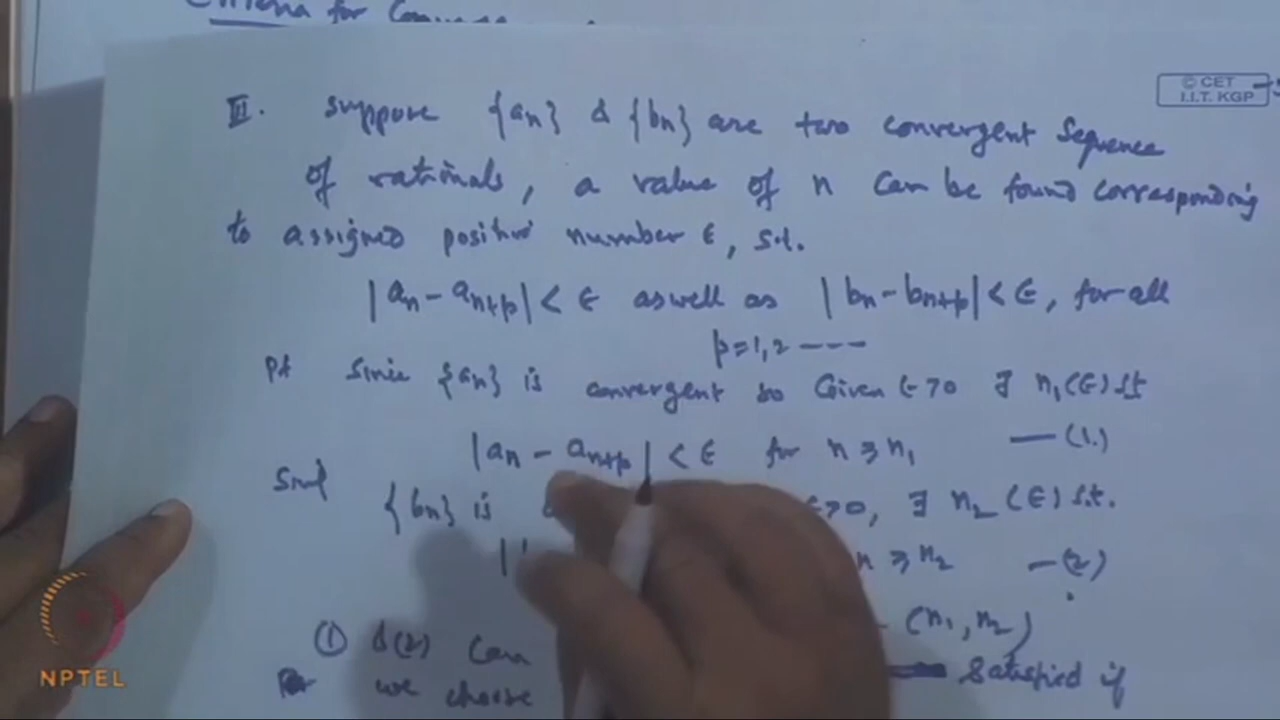 Criteria for
© CET
I.I.T. KGP
III. Suppose {an} & {bn} are two convergent Sequence
of rationals, a value of n can be found corresponding
to assigned positive number ε, s.t.
|an - an+p| < ε as well as |bn - bn+p| < ε, for all
p=1,2 ----
Pf Since {an} is convergent so Given ε>0 ∃ n1(ε) st
|an - an+p| < ε for n ≥ n1 —(1.)
{bn} is ε>0, ∃ n2 (ε) s.t.
n ≥ n2 —(2)
(n1, n2)
① &(2) Can Satisfied if
we choose
NPTEL